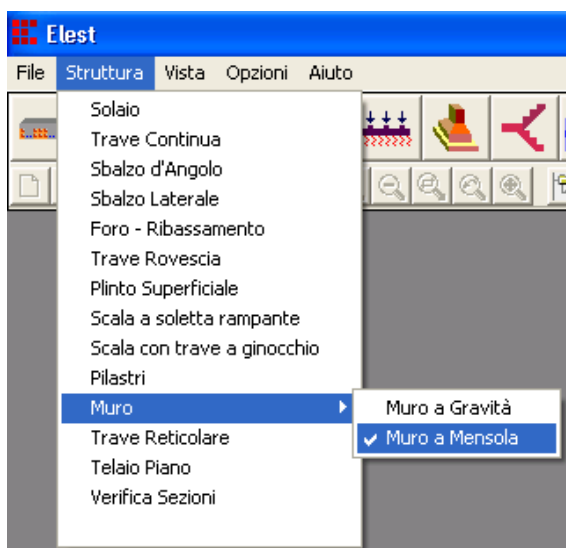 Elest
File Struttura Vista Opzioni Aiuto
Solaio
Trave Continua
Sbalzo d'Angolo
Sbalzo Laterale
Foro - Ribassamento
Trave Rovescia
Plinto Superficiale
Scala a soletta rampante
Scala con trave a ginocchio
Pilastri
Muro
Muro a Gravità
Muro a Mensola
Trave Reticolare
Telaio Piano
Verifica Sezioni